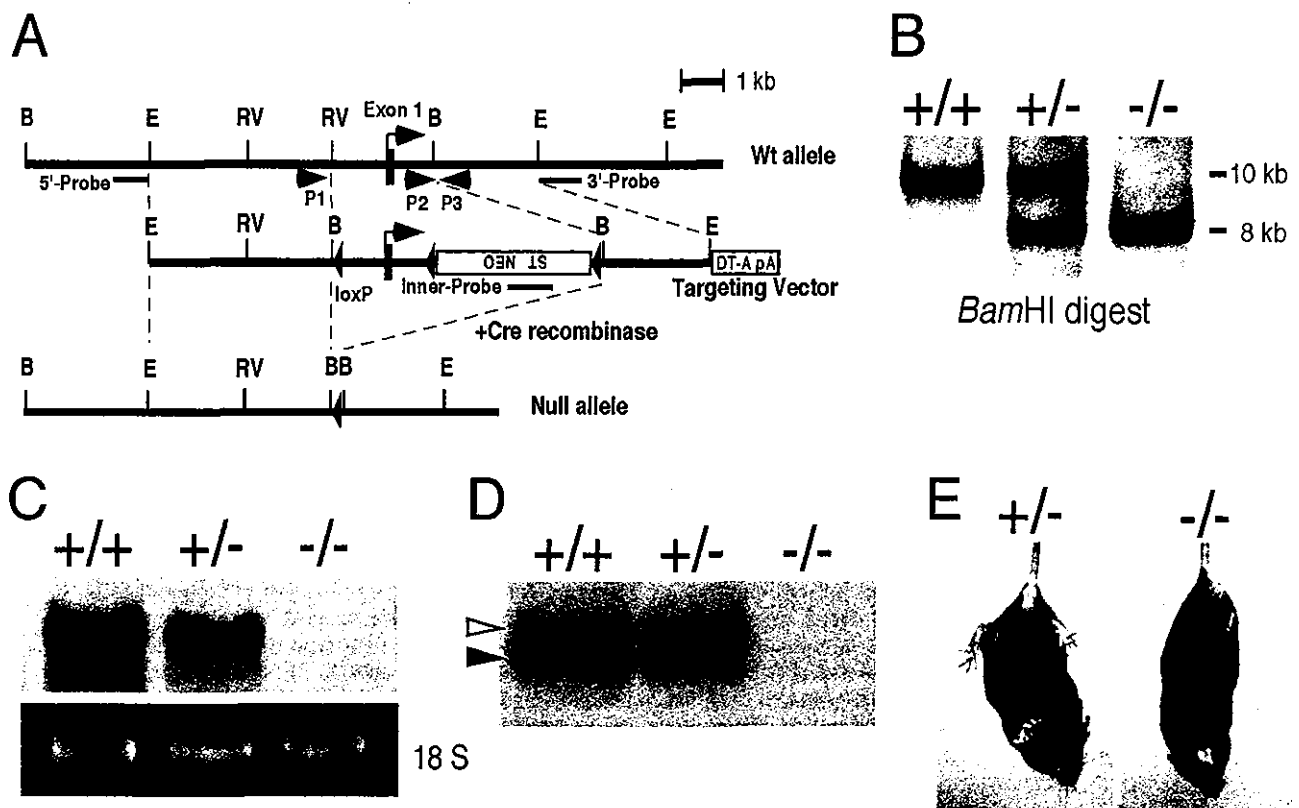 A
1 kb
B E RV RV Exon 1 B E E
Wt allele
5'-Probe
3'-Probe
P1 P2 P3
E RV B B E
ST NEO
DT-A pA
loxP
Inner-Probe
Targeting Vector
+Cre recombinase
B E RV BB E
Null allele
B
+/+ +/- -/-
10 kb
8 kb
BamHI digest
C
+/+ +/- -/-
18 S
D
+/+ +/- -/-
E
+/- -/-